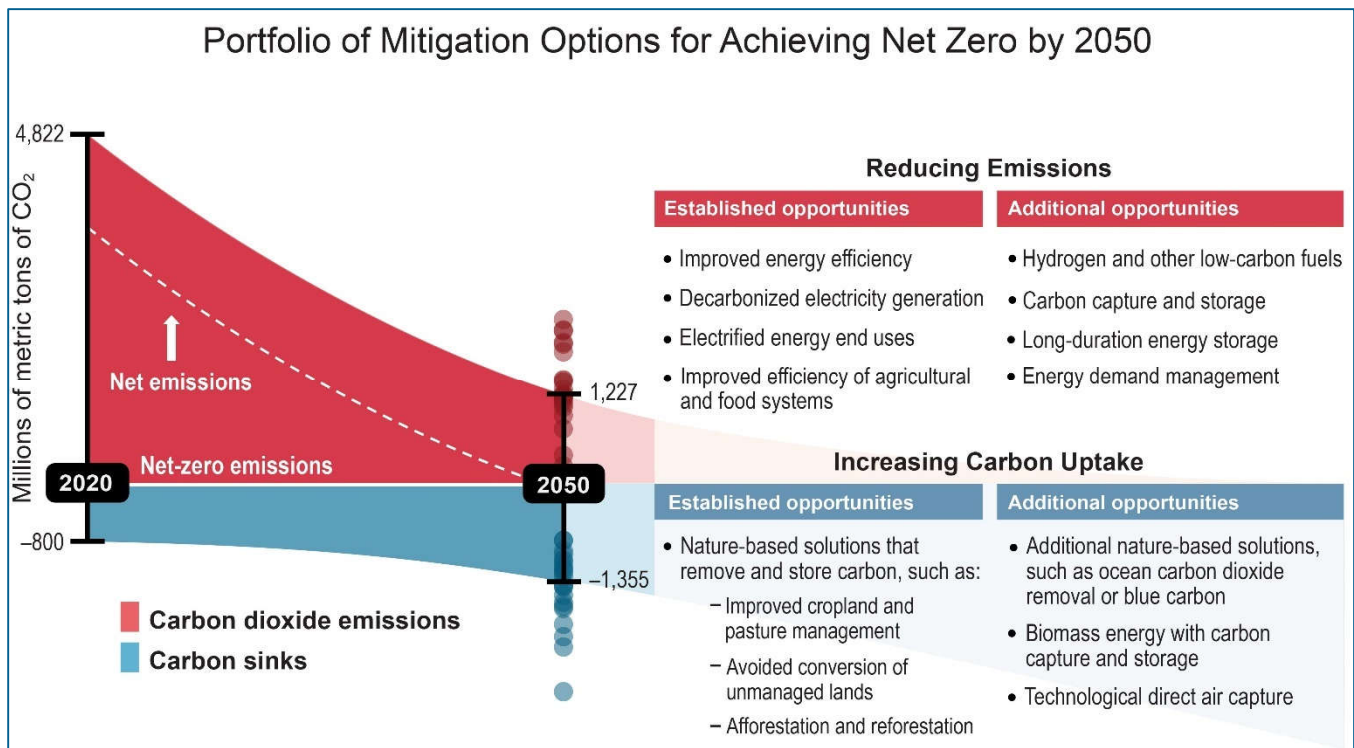 Portfolio of Mitigation Options for Achieving Net Zero by 2050
Millions of metric tons of CO₂
4,822
Net emissions
Net-zero emissions
2020
2050
–800
1,227
–1,355
Carbon dioxide emissions
Carbon sinks
Reducing Emissions
Established opportunities
• Improved energy efficiency
• Decarbonized electricity generation
• Electrified energy end uses
• Improved efficiency of agricultural
and food systems
Additional opportunities
• Hydrogen and other low-carbon fuels
• Carbon capture and storage
• Long-duration energy storage
• Energy demand management
Increasing Carbon Uptake
Established opportunities
• Nature-based solutions that
remove and store carbon, such as:
– Improved cropland and
pasture management
– Avoided conversion of
unmanaged lands
– Afforestation and reforestation
Additional opportunities
• Additional nature-based solutions,
such as ocean carbon dioxide
removal or blue carbon
• Biomass energy with carbon
capture and storage
• Technological direct air capture